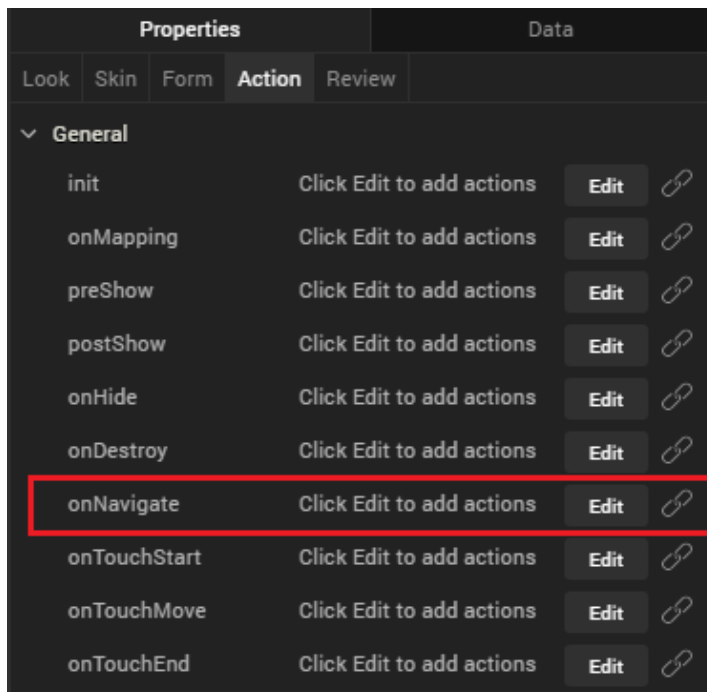 Properties Data
Look Skin Form Action Review
General
init Click Edit to add actions Edit
onMapping Click Edit to add actions Edit
preShow Click Edit to add actions Edit
postShow Click Edit to add actions Edit
onHide Click Edit to add actions Edit
onDestroy Click Edit to add actions Edit
onNavigate Click Edit to add actions Edit
onTouchStart Click Edit to add actions Edit
onTouchMove Click Edit to add actions Edit
onTouchEnd Click Edit to add actions Edit